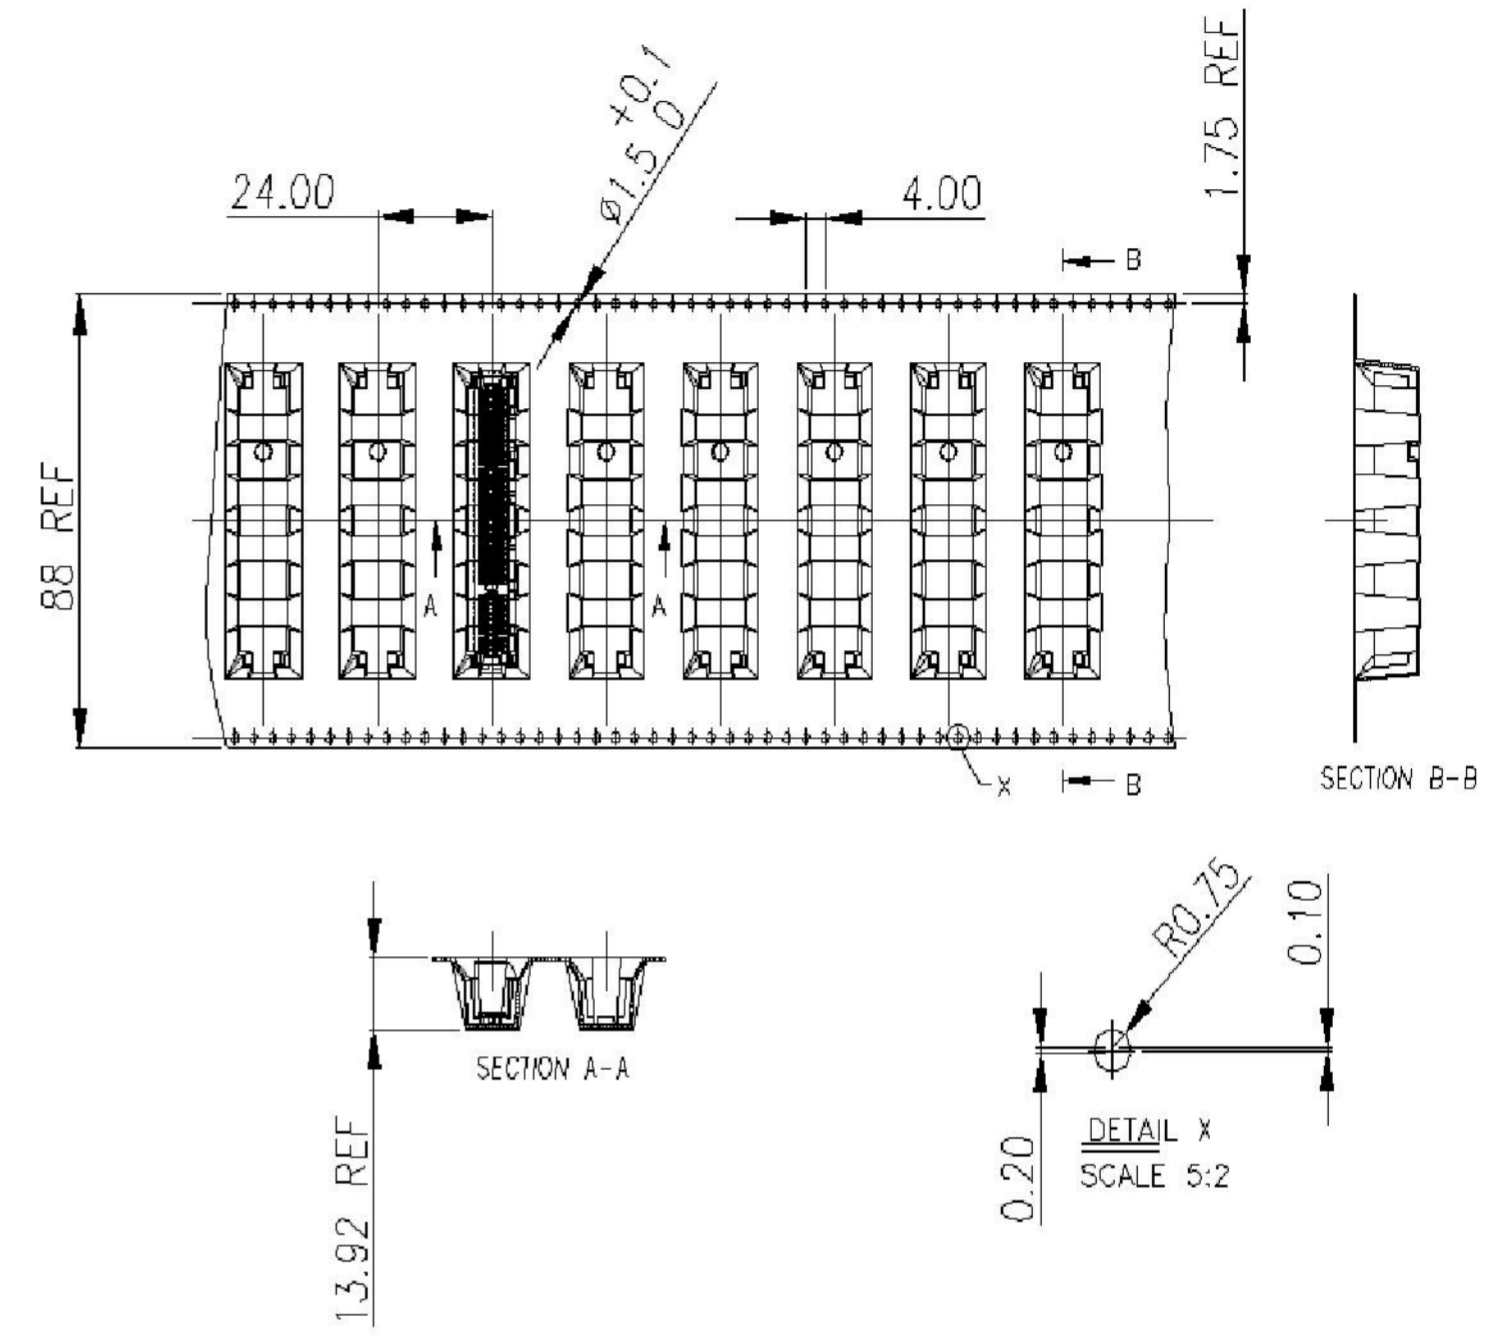 1.75 REF
+0.1
ø1.5 0
24.00
4.00
B
88 REF
A
A
X
B
SECTION B-B
R0.75
0.10
SECTION A-A
DETAIL X
SCALE 5:2
0.20
13.92 REF